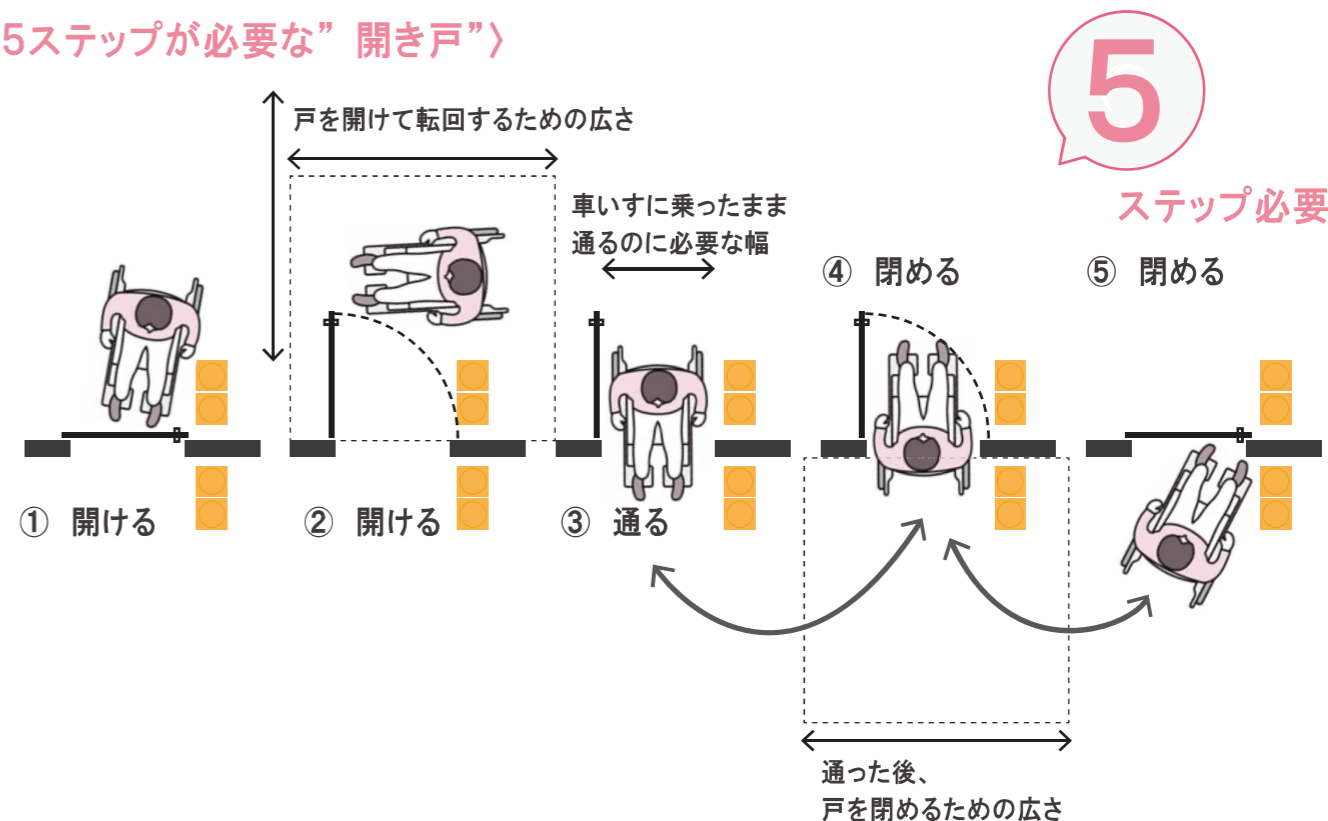 5ステップが必要な” 開き戸”〉
5
ステップ必要
戸を開けて転回するための広さ
車いすに乗ったまま
通るのに必要な幅
④ 閉める
⑤ 閉める
① 開ける
② 開ける
③ 通る
通った後、
戸を閉めるための広さ